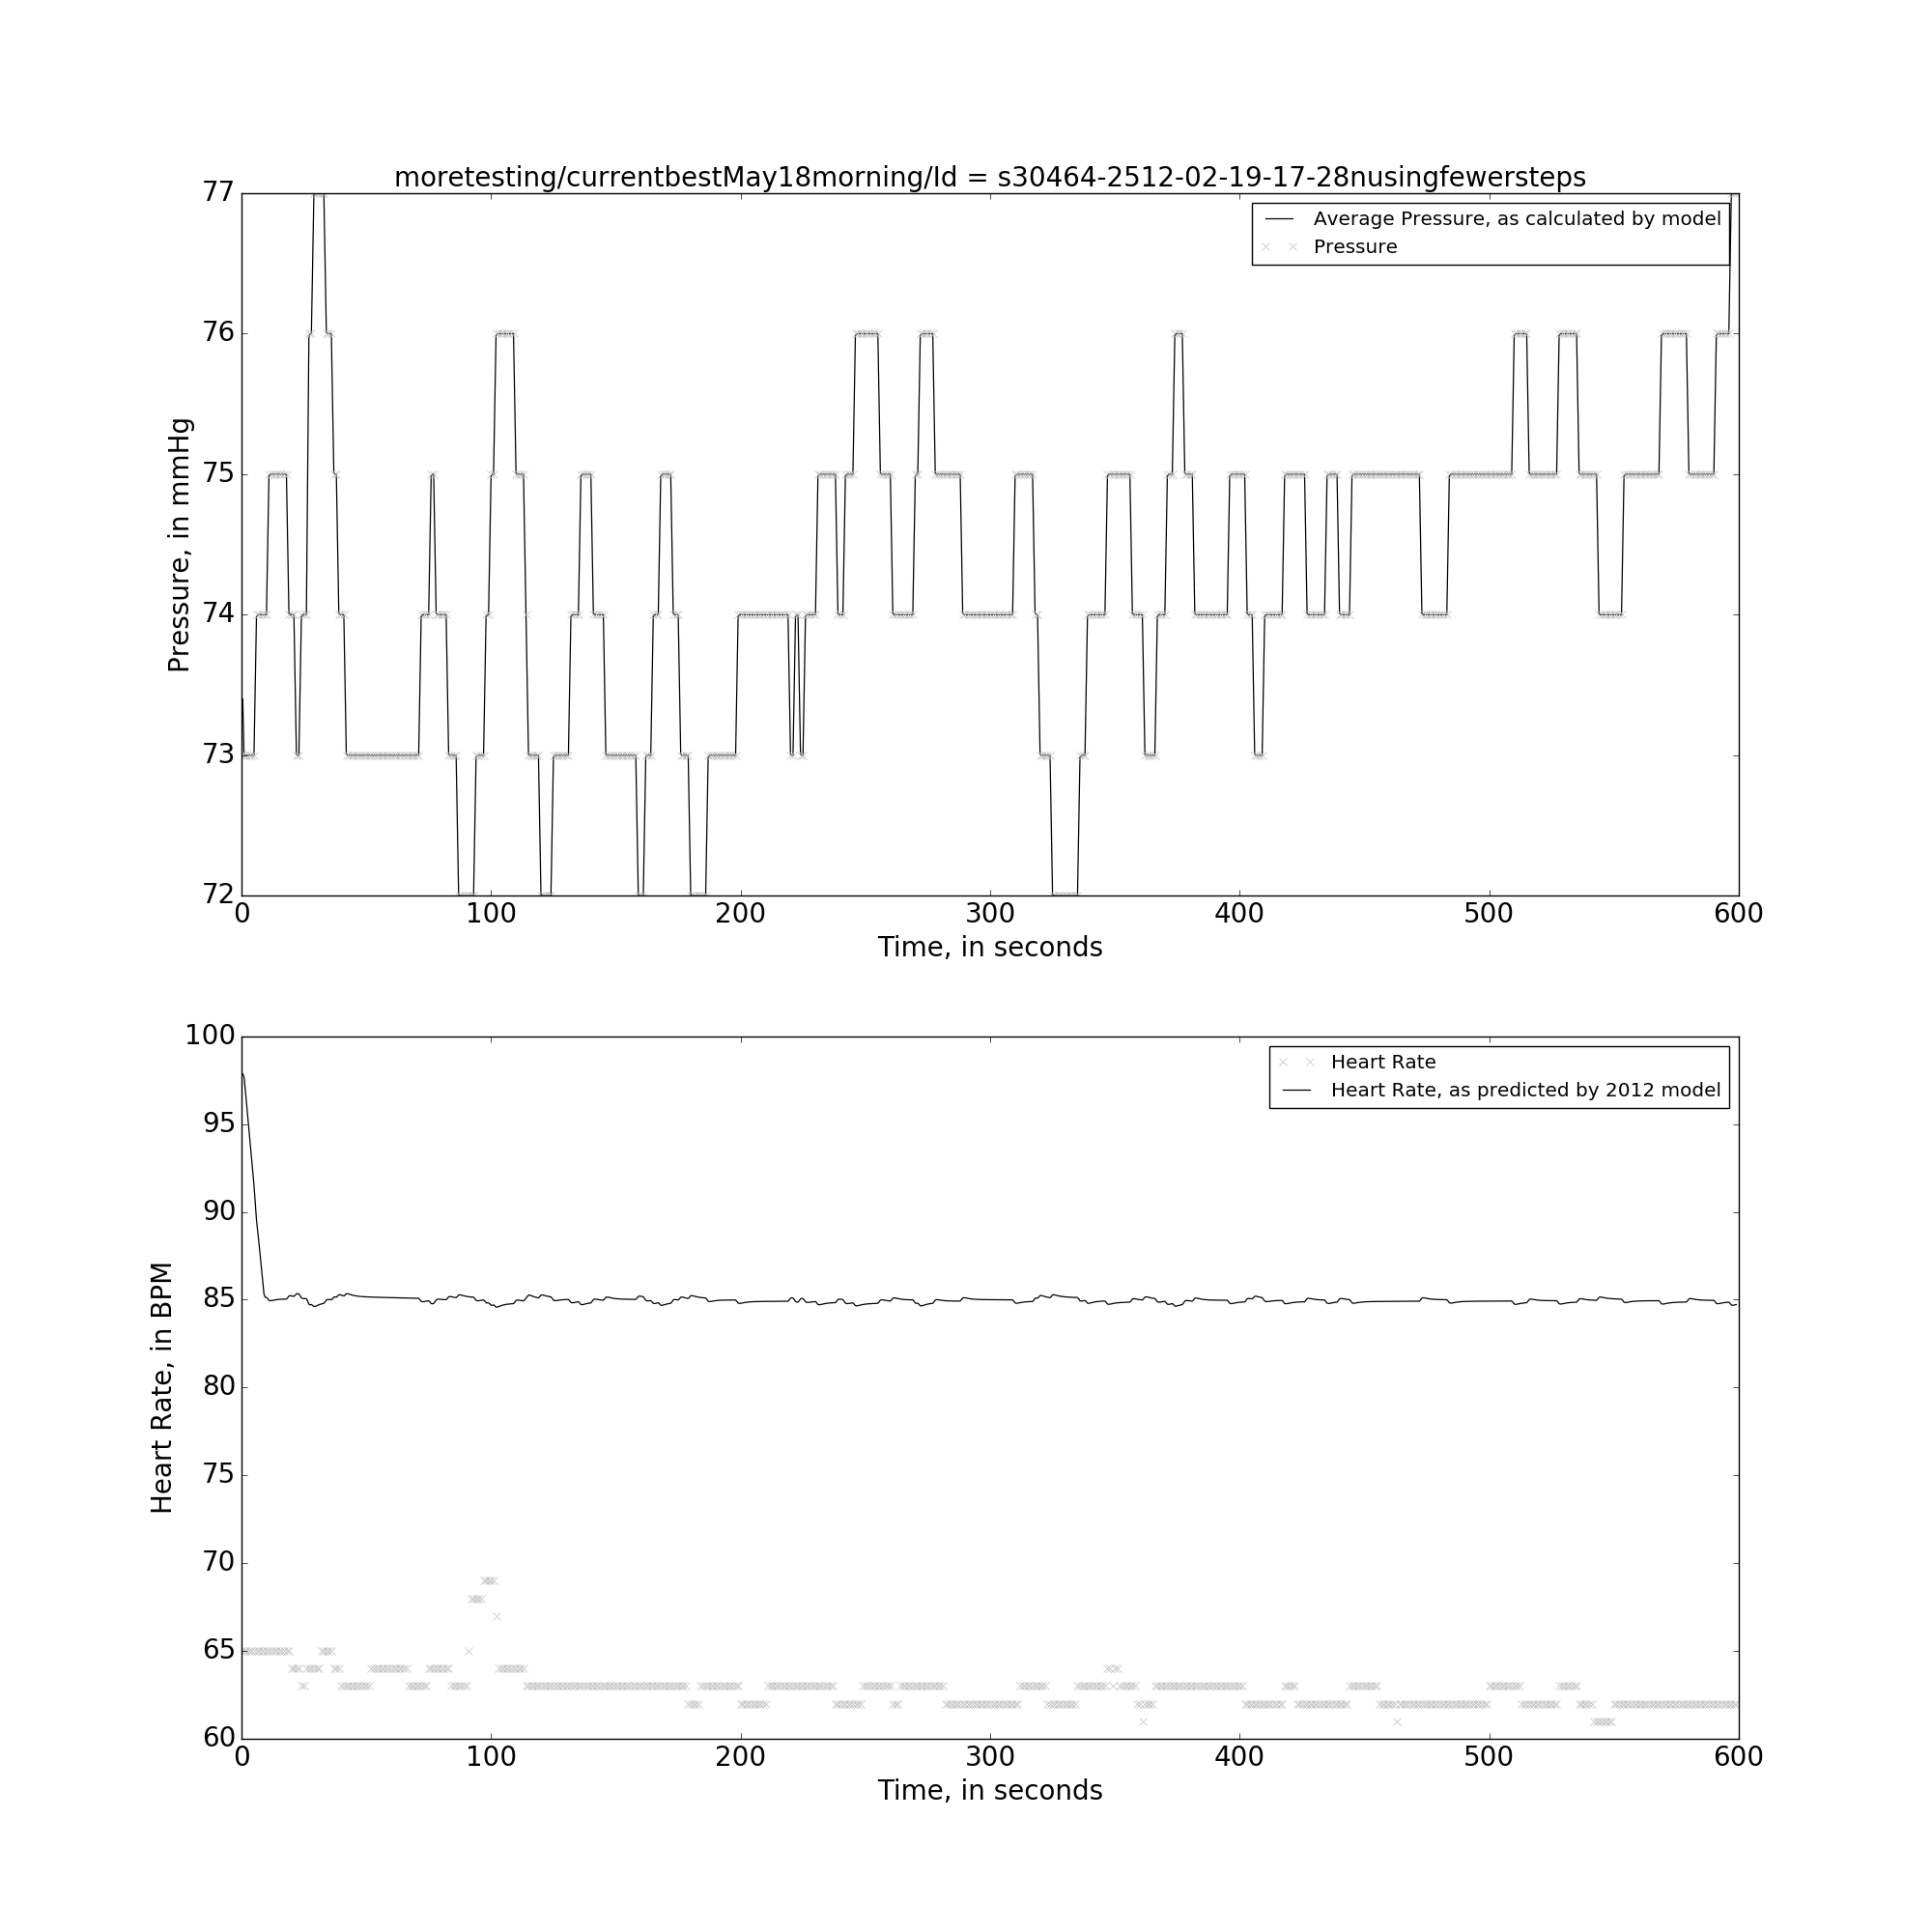 moretesting/currentbestMay18morning/Id = s30464-2512-02-19-17-28nusingfewersteps
77
76
75
74
73
72
Pressure, in mmHg
Average Pressure, as calculated by model
Pressure
0 100 200 300 400 500 600
Time, in seconds
100
95
90
85
80
75
70
65
60
Heart Rate, in BPM
Heart Rate
Heart Rate, as predicted by 2012 model
0 100 200 300 400 500 600
Time, in seconds